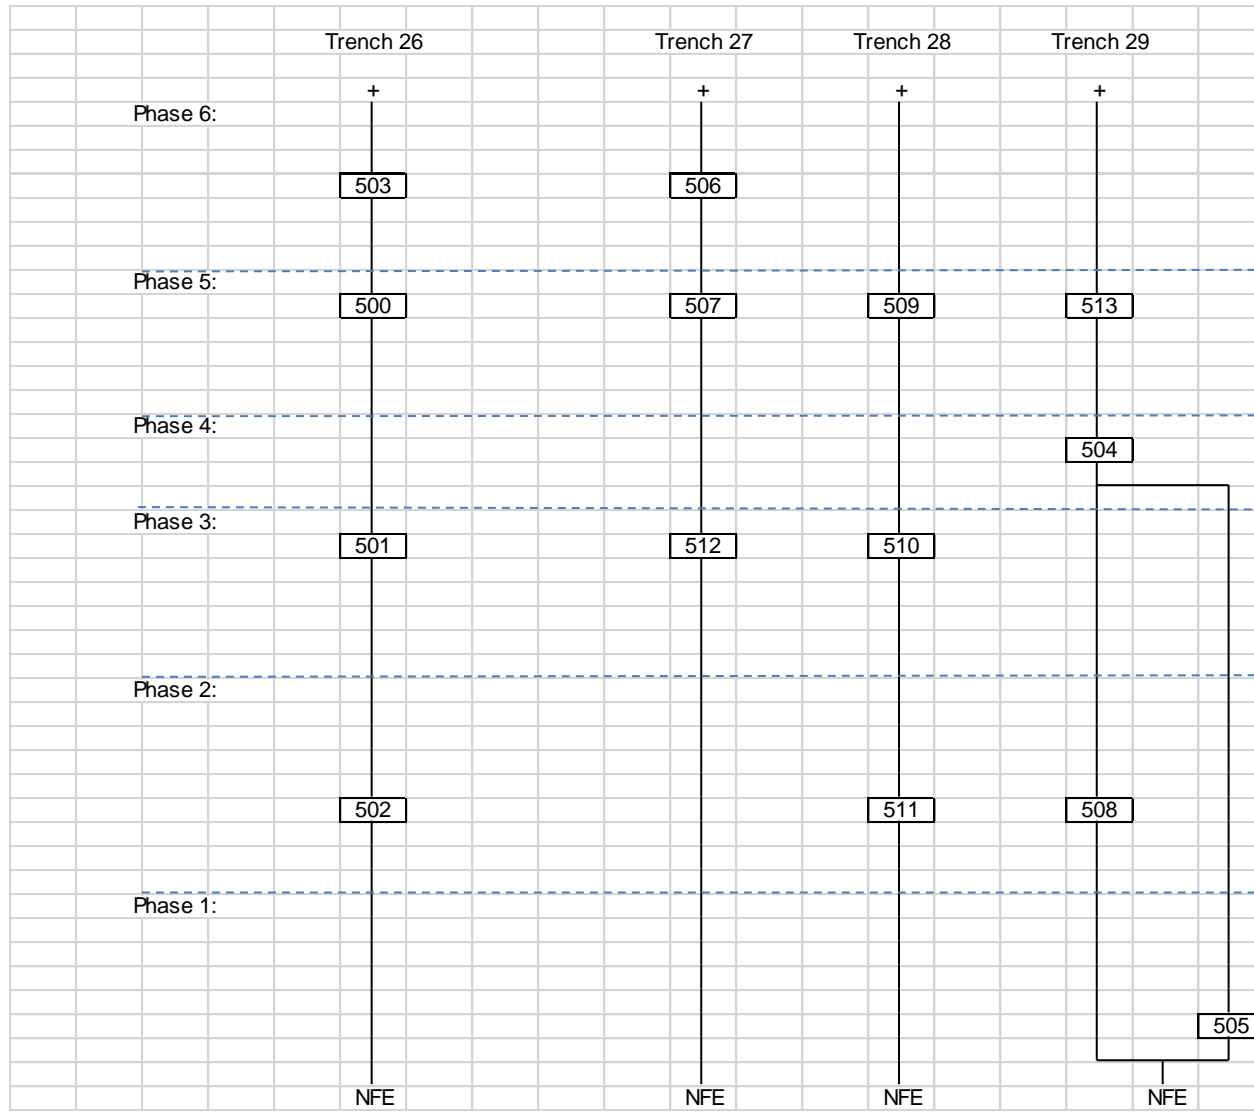 Trench 26 Trench 27 Trench 28 Trench 29
+ + + +
Phase 6:
503 506
Phase 5:
500 507 509 513
Phase 4:
504
Phase 3:
501 512 510
Phase 2:
502 511 508
Phase 1:
505
NFE NFE NFE NFE